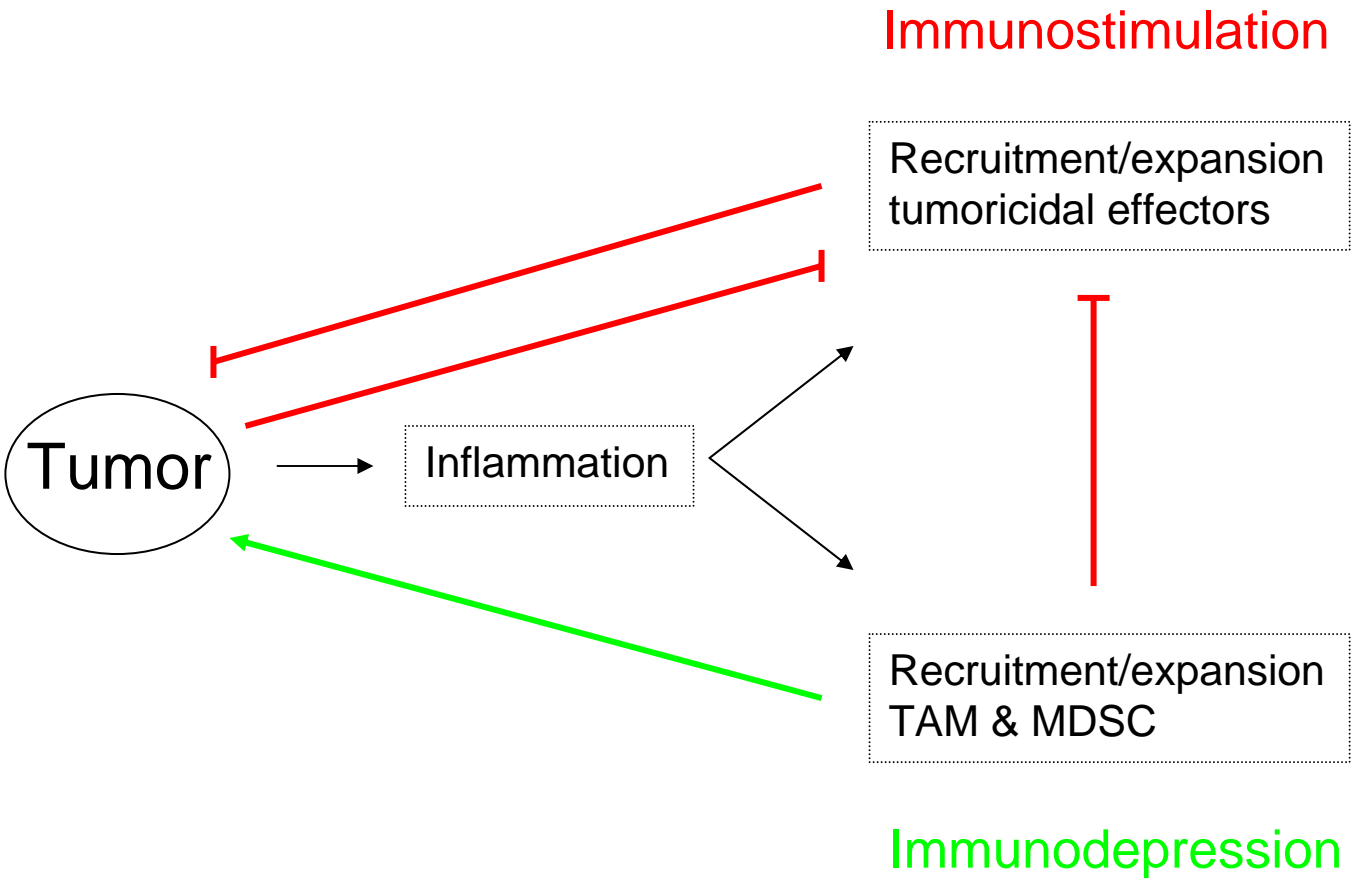 Immunostimulation
Recruitment/expansion
tumoricidal effectors
Tumor
Inflammation
Recruitment/expansion
TAM & MDSC
Immunodepression